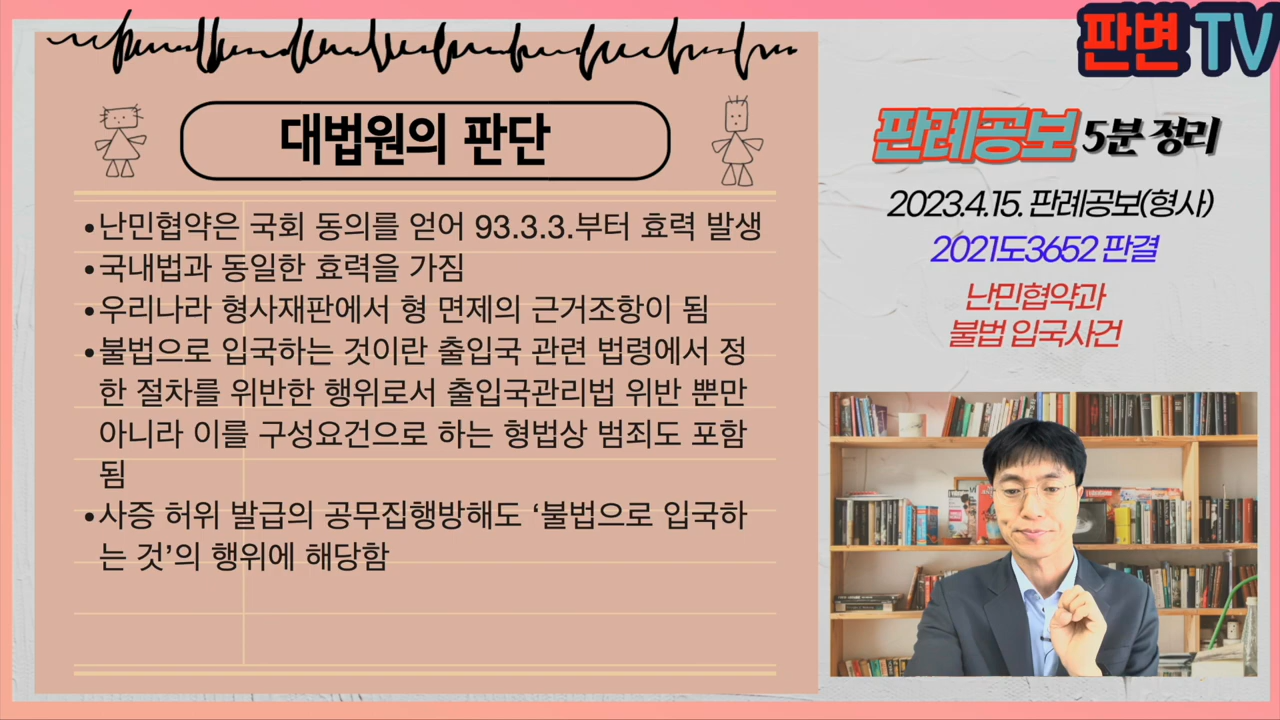 판변 TV
대법원의 판단
•난민협약은 국회 동의를 얻어 93.3.3.부터 효력 발생
•국내법과 동일한 효력을 가짐
•우리나라 형사재판에서 형 면제의 근거조항이 됨
•불법으로 입국하는 것이란 출입국 관련 법령에서 정
한 절차를 위반한 행위로서 출입국관리법 위반 뿐만
아니라 이를 구성요건으로 하는 형법상 범죄도 포함
됨
•사증 허위 발급의 공무집행방해도 ‘불법으로 입국하
는 것’의 행위에 해당함
판례공보 5분 정리
2023.4.15. 판례공보(형사)
2021도3652 판결
난민협약과
불법 입국사건